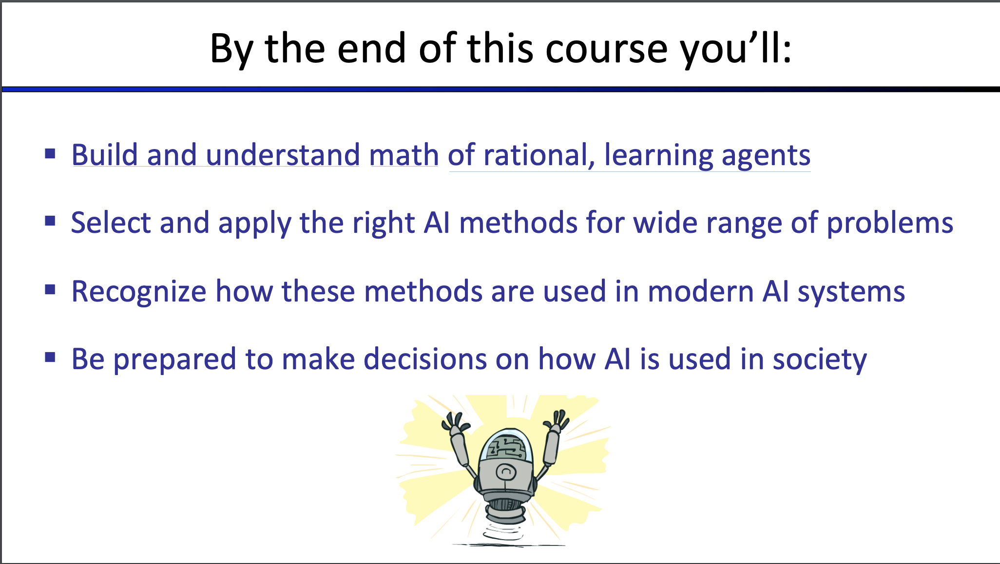 By the end of this course you’ll:
▪ Build and understand math of rational, learning agents
▪ Select and apply the right AI methods for wide range of problems
▪ Recognize how these methods are used in modern AI systems
▪ Be prepared to make decisions on how AI is used in society